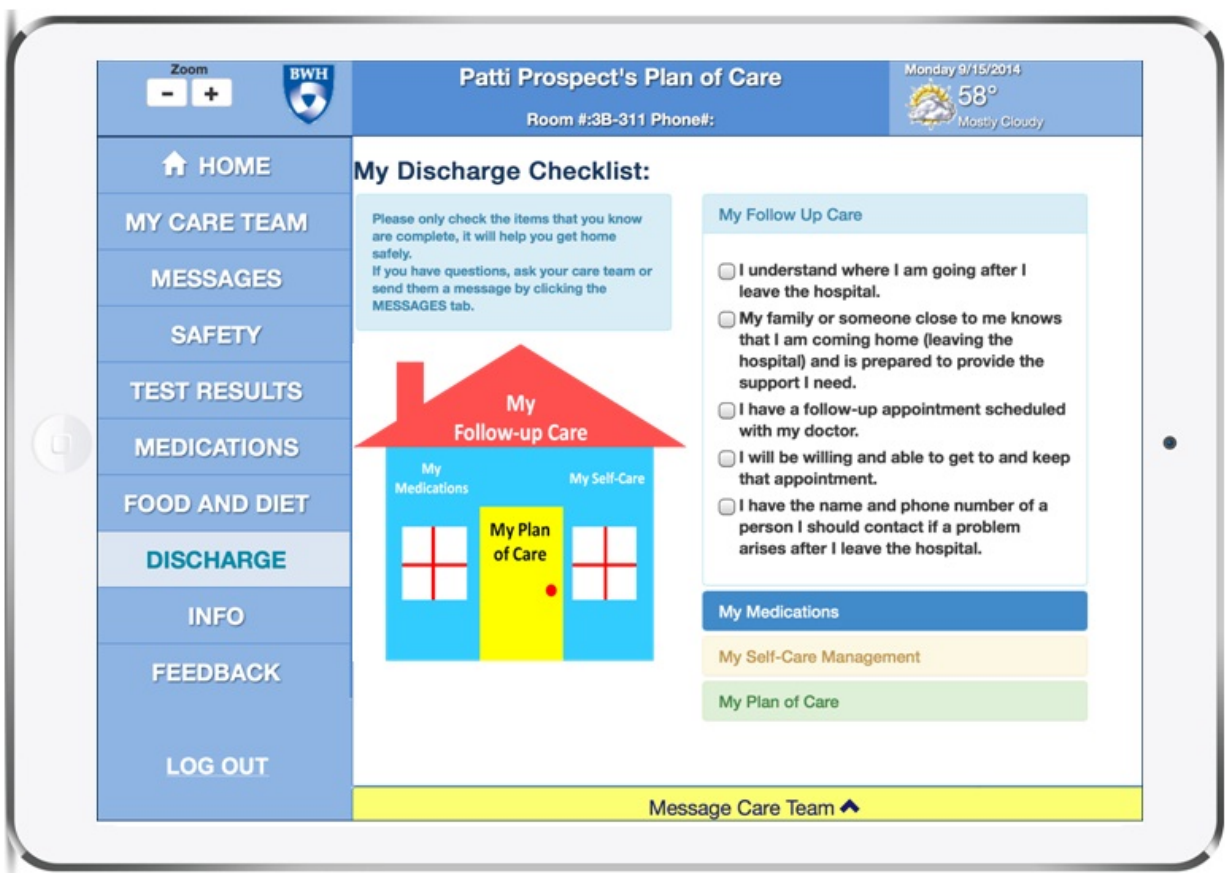 Zoom
- +
BWH
Patti Prospect's Plan of Care
Room #:3B-311 Phone#:
Monday 9/15/2014
58°
Mostly Cloudy
HOME
MY CARE TEAM
MESSAGES
SAFETY
TEST RESULTS
MEDICATIONS
FOOD AND DIET
DISCHARGE
INFO
FEEDBACK
LOG OUT
My Discharge Checklist:
Please only check the items that you know
are complete, it will help you get home
safely.
If you have questions, ask your care team or
send them a message by clicking the
MESSAGES tab.
My
Follow-up Care
My
Medications
My Self-Care
My Plan
of Care
My Follow Up Care
I understand where I am going after I
leave the hospital.
My family or someone close to me knows
that I am coming home (leaving the
hospital) and is prepared to provide the
support I need.
I have a follow-up appointment scheduled
with my doctor.
I will be willing and able to get to and keep
that appointment.
I have the name and phone number of a
person I should contact if a problem
arises after I leave the hospital.
My Medications
My Self-Care Management
My Plan of Care
Message Care Team